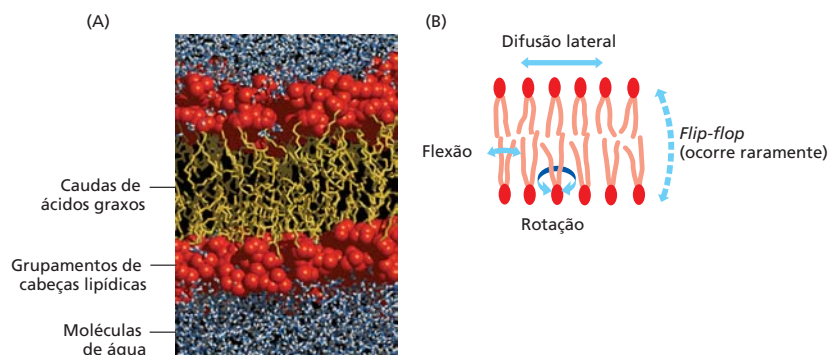 (A)
Caudas de
ácidos graxos
Grupamentos de
cabeças lipídicas
Moléculas
de água
(B)
Difusão lateral
Flexão
Flip-flop
(ocorre raramente)
Rotação